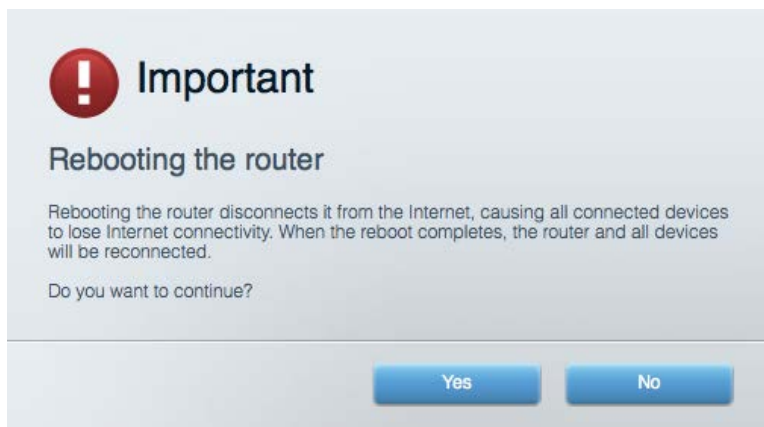 Important
Rebooting the router
Rebooting the router disconnects it from the Internet, causing all connected devices
to lose Internet connectivity. When the reboot completes, the router and all devices
will be reconnected.
Do you want to continue?
Yes No